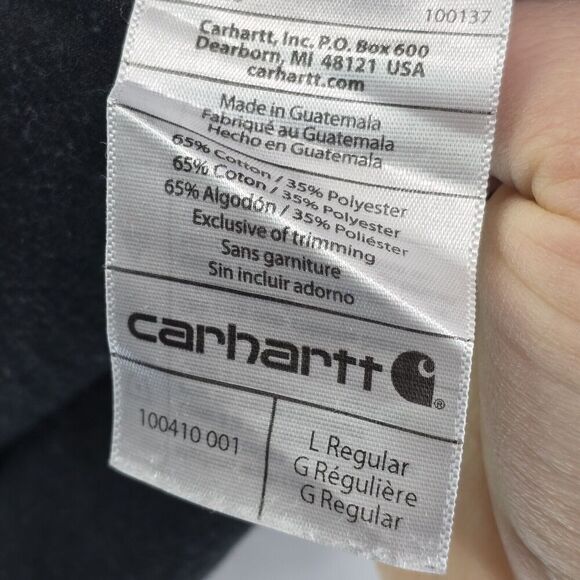 100137
Carhartt, Inc. P.O. Box 600
Dearborn, MI 48121 USA
carhartt.com
Made in Guatemala
Fabriqué au Guatemala
Hecho en Guatemala
65% Cotton / 35% Polyester
65% Coton / 35% Polyester
65% Algodón / 35% Poliéster
Exclusive of trimming
Sans garniture
Sin incluir adorno
carhartt®
100410 001
L Regular
G Régulière
G Regular